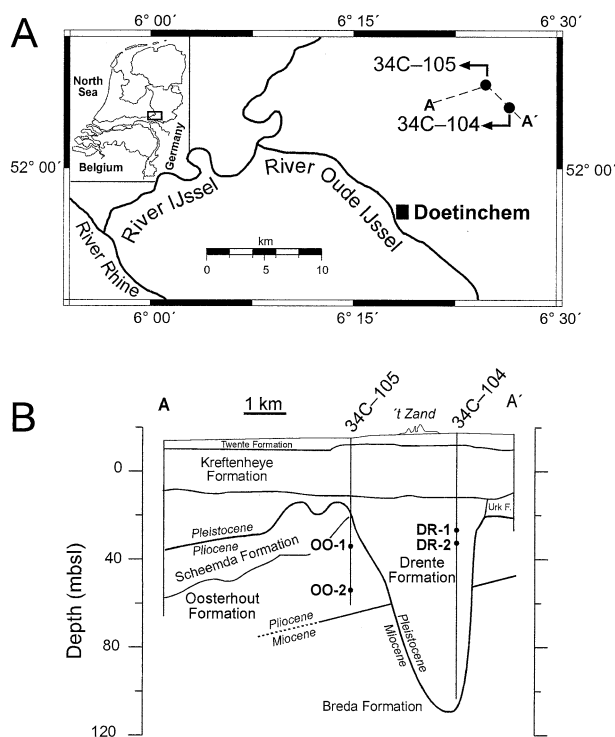 A
6° 00´
6° 15´
6° 30´
North
Sea
Germany
Belgium
34C–105
A
34C–104
A´
52° 00´
52° 00´
River IJssel
River Oude IJssel
Doetinchem
River Rhine
km
0 5 10
6° 00´
6° 15´
6° 30´
B
A
1 km
34C–105
´t Zand
34C–104
A´
Twente Formation
0
Kreftenheye
Formation
Urk F.
Pleistocene
Pliocene
Scheemda Formation
OO-1
DR-1
DR-2
Drente
Formation
40
Oosterhout
Formation
OO-2
Pliocene
Miocene
Pleistocene
Miocene
80
Breda Formation
120
Depth (mbsl)